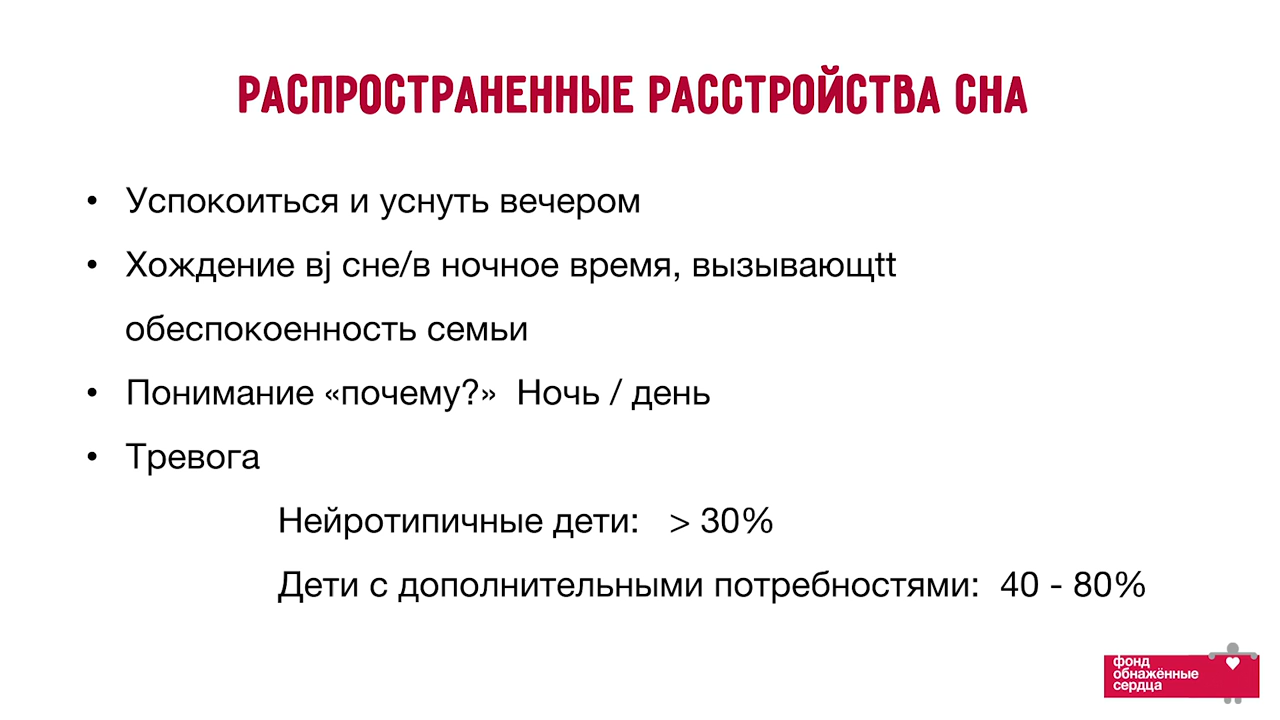 РАСПРОСТРАНЕННЫЕ РАССТРОЙСТВА СНА
• Успокоиться и уснуть вечером
• Хождение вj сне/в ночное время, вызывающtt
обеспокоенность семьи
• Понимание «почему?» Ночь / день
• Тревога
Нейротипичные дети: > 30%
Дети с дополнительными потребностями: 40 - 80%
фонд
обнажённые
сердца